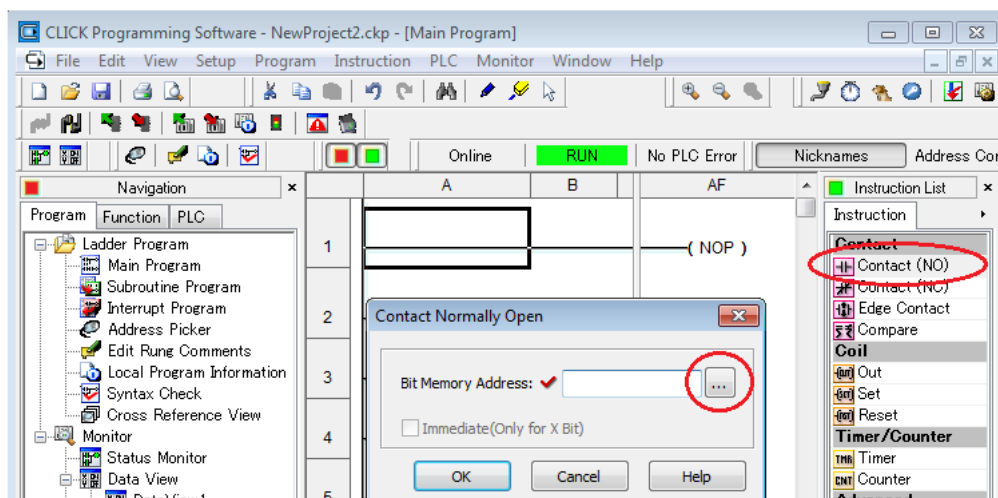 CLICK Programming Software - NewProject2.ckp - [Main Program]
File Edit View Setup Program Instruction PLC Monitor Window Help
Online RUN No PLC Error Nicknames Address Cor
Navigation
Program Function PLC
Ladder Program
Main Program
Subroutine Program
Interrupt Program
Address Picker
Edit Rung Comments
Local Program Information
Syntax Check
Cross Reference View
Monitor
Status Monitor
Data View
A B AF
1 ( NOP )
2
3
4
5
Contact Normally Open
Bit Memory Address:
...
Immediate(Only for X Bit)
OK Cancel Help
Instruction List
Instruction
Contact
Contact (NO)
Contact (NC)
Edge Contact
Compare
Coil
Out
Set
Reset
Timer/Counter
Timer
Counter